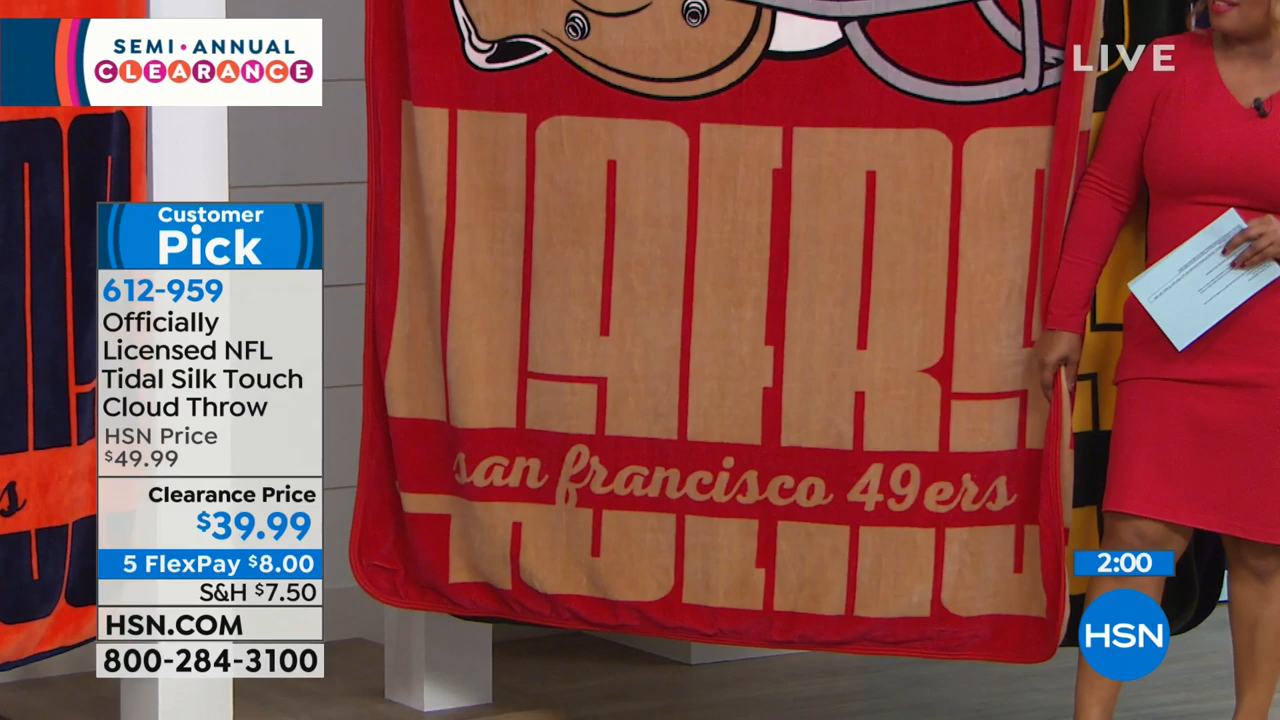 SEMI•ANNUAL
CLEARANCE
LIVE
Customer
Pick
612-959
Officially
Licensed NFL
Tidal Silk Touch
Cloud Throw
HSN Price
$49.99
Clearance Price
$39.99
5 FlexPay $8.00
S&H $7.50
HSN.COM
800-284-3100
49ERS
san francisco 49ers
s
2:00
HSN